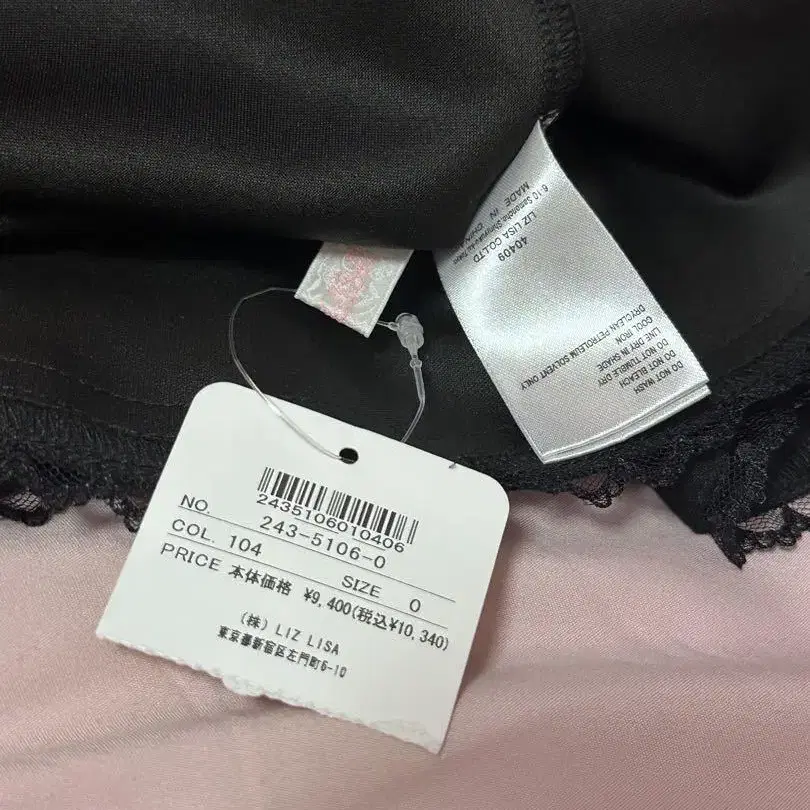 2435106010406
NO. 243-5106-0
COL. 104 SIZE 0
PRICE 本体価格 ¥9,400(税込¥10,340)
(株) LIZ LISA
東京都新宿区左門町6-10
DO NOT WASH
DO NOT BLEACH
DO NOT TUMBLE DRY
LINE DRY IN SHADE
COOL IRON
DRYCLEAN PETROLEUM SOLVENT ONLY
40409
LIZ LISA CO.LTD
MADE IN